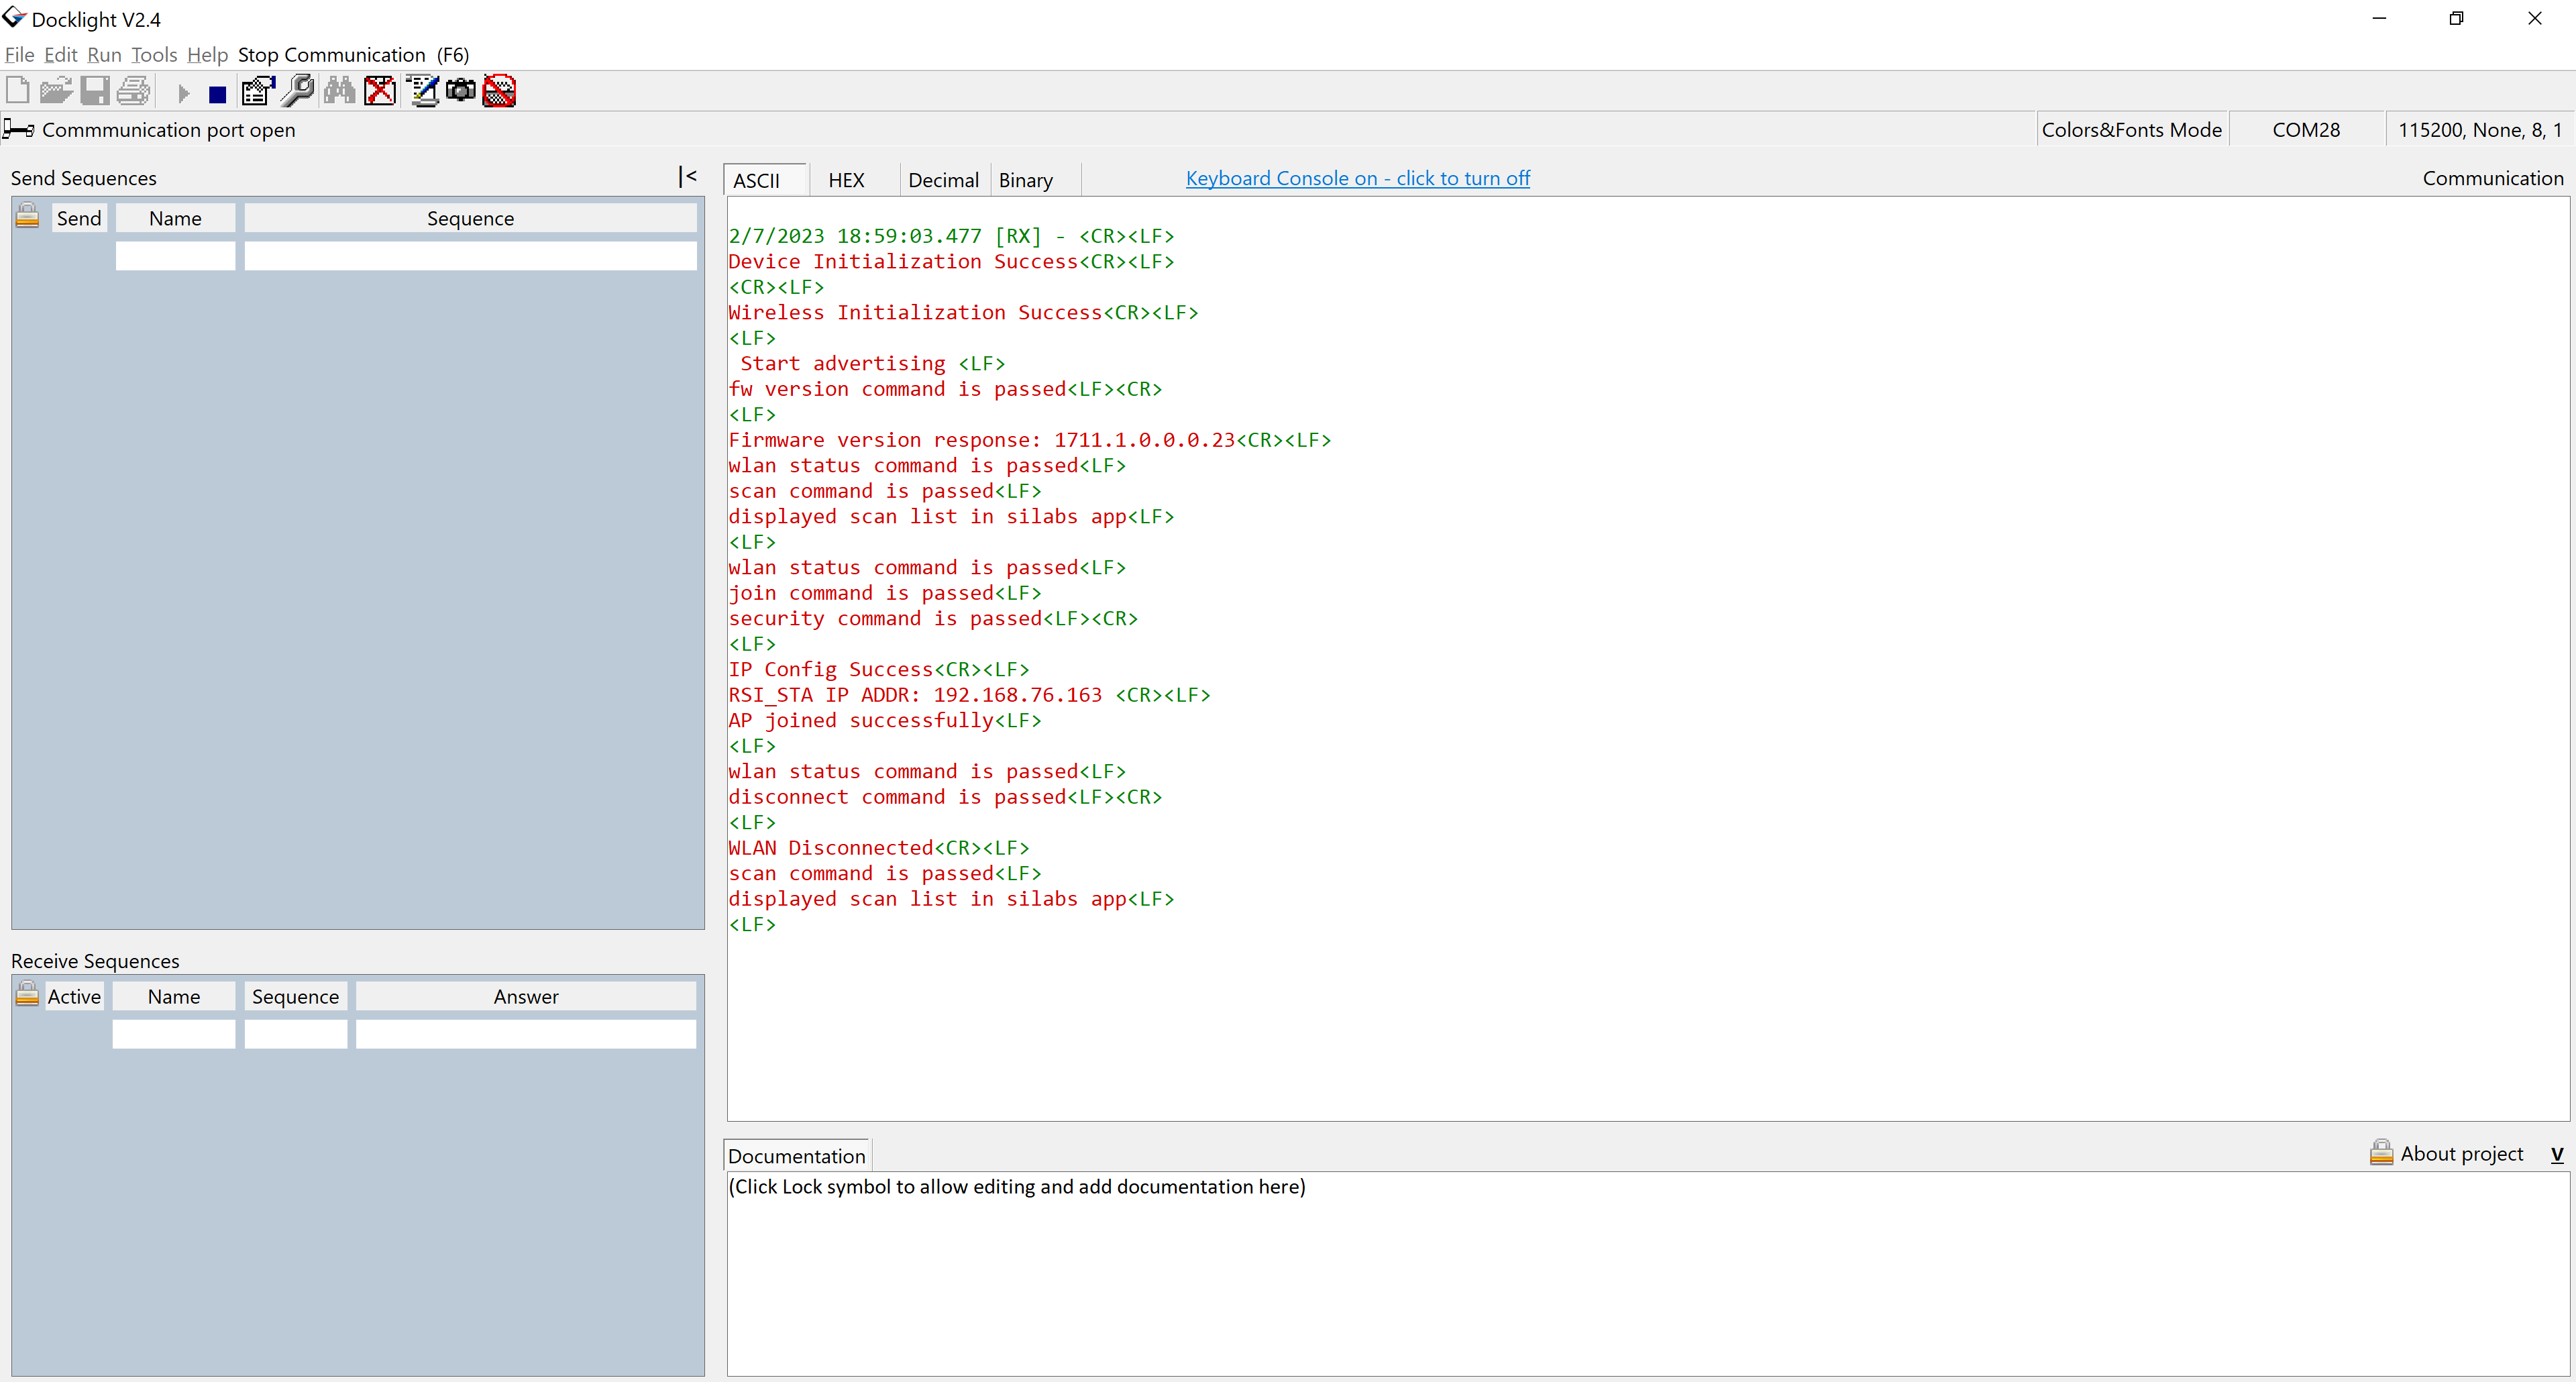 Docklight V2.4
File Edit Run Tools Help Stop Communication (F6)
Commmunication port open
Colors&Fonts Mode
COM28
115200, None, 8, 1
Send Sequences
|<
Send Name Sequence
Receive Sequences
Active Name Sequence Answer
ASCII HEX Decimal Binary
Keyboard Console on - click to turn off
Communication
2/7/2023 18:59:03.477 [RX] - <CR><LF>
Device Initialization Success<CR><LF>
<CR><LF>
Wireless Initialization Success<CR><LF>
<LF>
 Start advertising <LF>
fw version command is passed<LF><CR>
<LF>
Firmware version response: 1711.1.0.0.0.23<CR><LF>
wlan status command is passed<LF>
scan command is passed<LF>
displayed scan list in silabs app<LF>
<LF>
wlan status command is passed<LF>
join command is passed<LF>
security command is passed<LF><CR>
<LF>
IP Config Success<CR><LF>
RSI_STA IP ADDR: 192.168.76.163 <CR><LF>
AP joined successfully<LF>
<LF>
wlan status command is passed<LF>
disconnect command is passed<LF><CR>
<LF>
WLAN Disconnected<CR><LF>
scan command is passed<LF>
displayed scan list in silabs app<LF>
<LF>
Documentation
About project
V
(Click Lock symbol to allow editing and add documentation here)